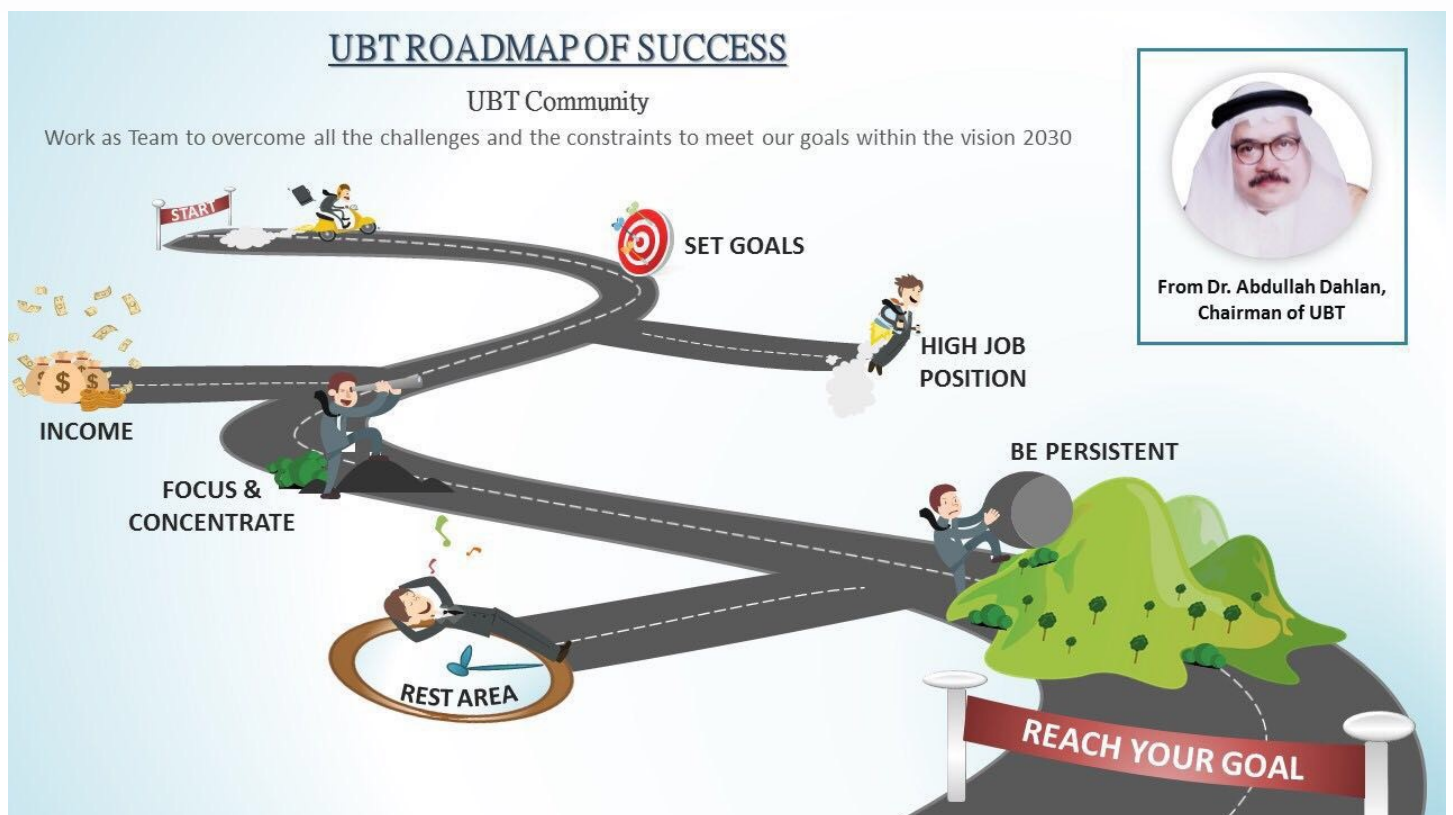 UBT ROADMAP OF SUCCESS
UBT Community
Work as Team to overcome all the challenges and the constraints to meet our goals within the vision 2030
From Dr. Abdullah Dahlan,
Chairman of UBT
START
SET GOALS
HIGH JOB
POSITION
$ $ $
INCOME
FOCUS &
CONCENTRATE
BE PERSISTENT
REST AREA
REACH YOUR GOAL